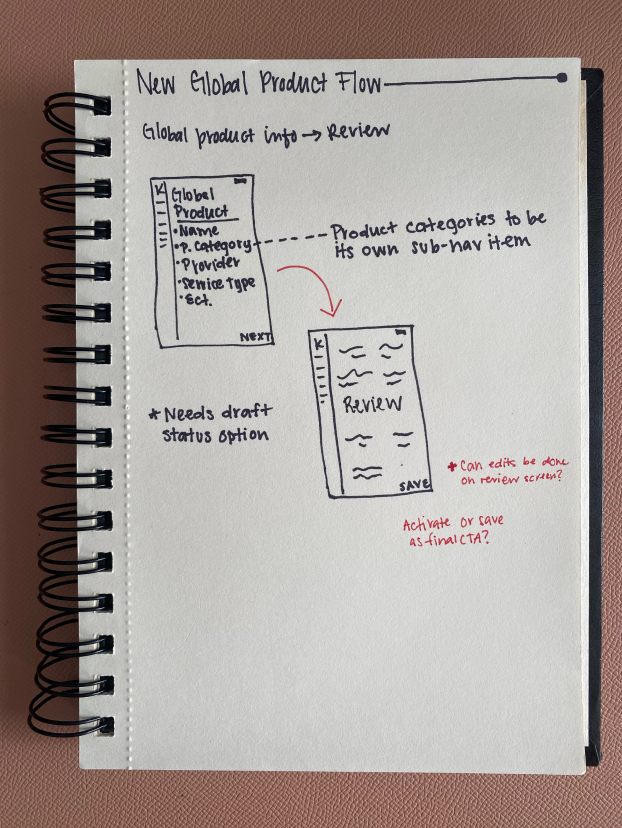 New Global Product Flow
Global product info → Review
K
Global
Product
• Name
• P. Category
• Provider
• Service type
• Ect.
NEXT
Product categories to be
its own sub-nav item
* Needs draft
status option
K
Review
SAVE
* Can edits be done
on review screen?
Activate or save
as final CTA?